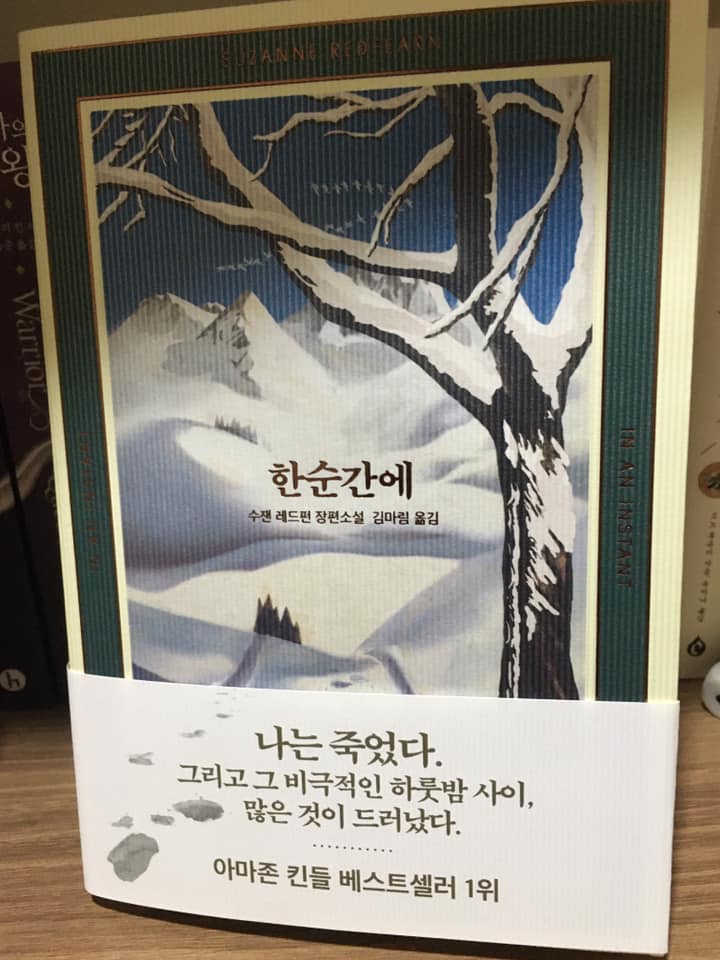 SUZANNE REDFEARN
한순간에
수잰 레드펀 장편소설 김마림 옮김
IN AN INSTANT
나는 죽었다.
그리고 그 비극적인 하룻밤 사이,
많은 것이 드러났다.
아마존 킨들 베스트셀러 1위
왕
Warrior